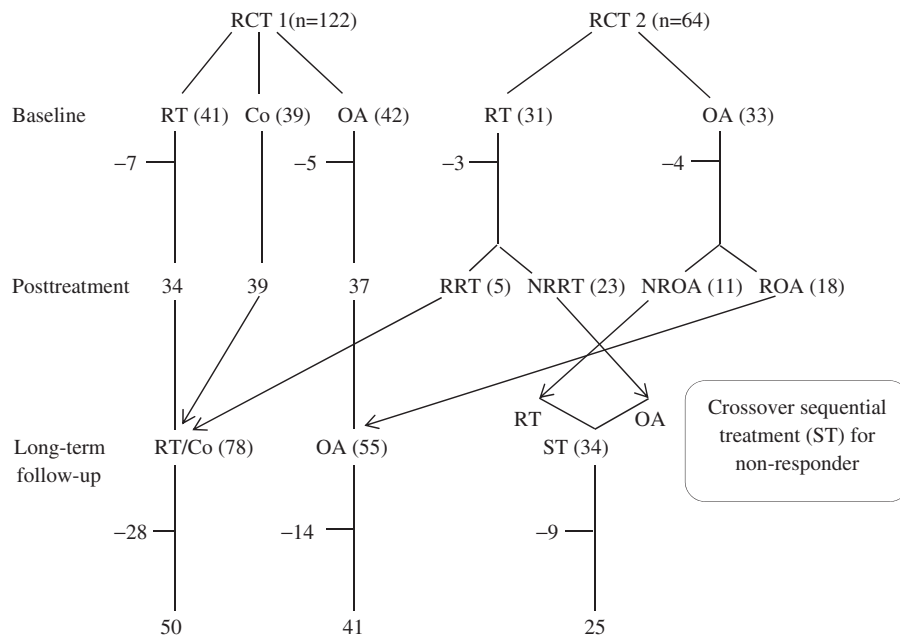 RCT 1(n=122) RCT 2 (n=64)
Baseline RT (41) Co (39) OA (42) RT (31) OA (33)
−7 −5 −3 −4
Posttreatment 34 39 37 RRT (5) NRRT (23) NROA (11) ROA (18)
RT OA
Crossover sequential
treatment (ST) for
non-responder
Long-term
follow-up
RT/Co (78) OA (55) ST (34)
−28 −14 −9
50 41 25